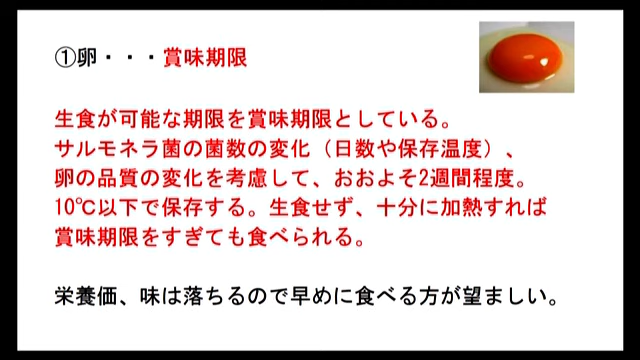 ①卵・・・賞味期限
生食が可能な期限を賞味期限としている。
サルモネラ菌の菌数の変化（日数や保存温度）、
卵の品質の変化を考慮して、おおよそ2週間程度。
10℃以下で保存する。生食せず、十分に加熱すれば
賞味期限をすぎても食べられる。
栄養価、味は落ちるので早めに食べる方が望ましい。